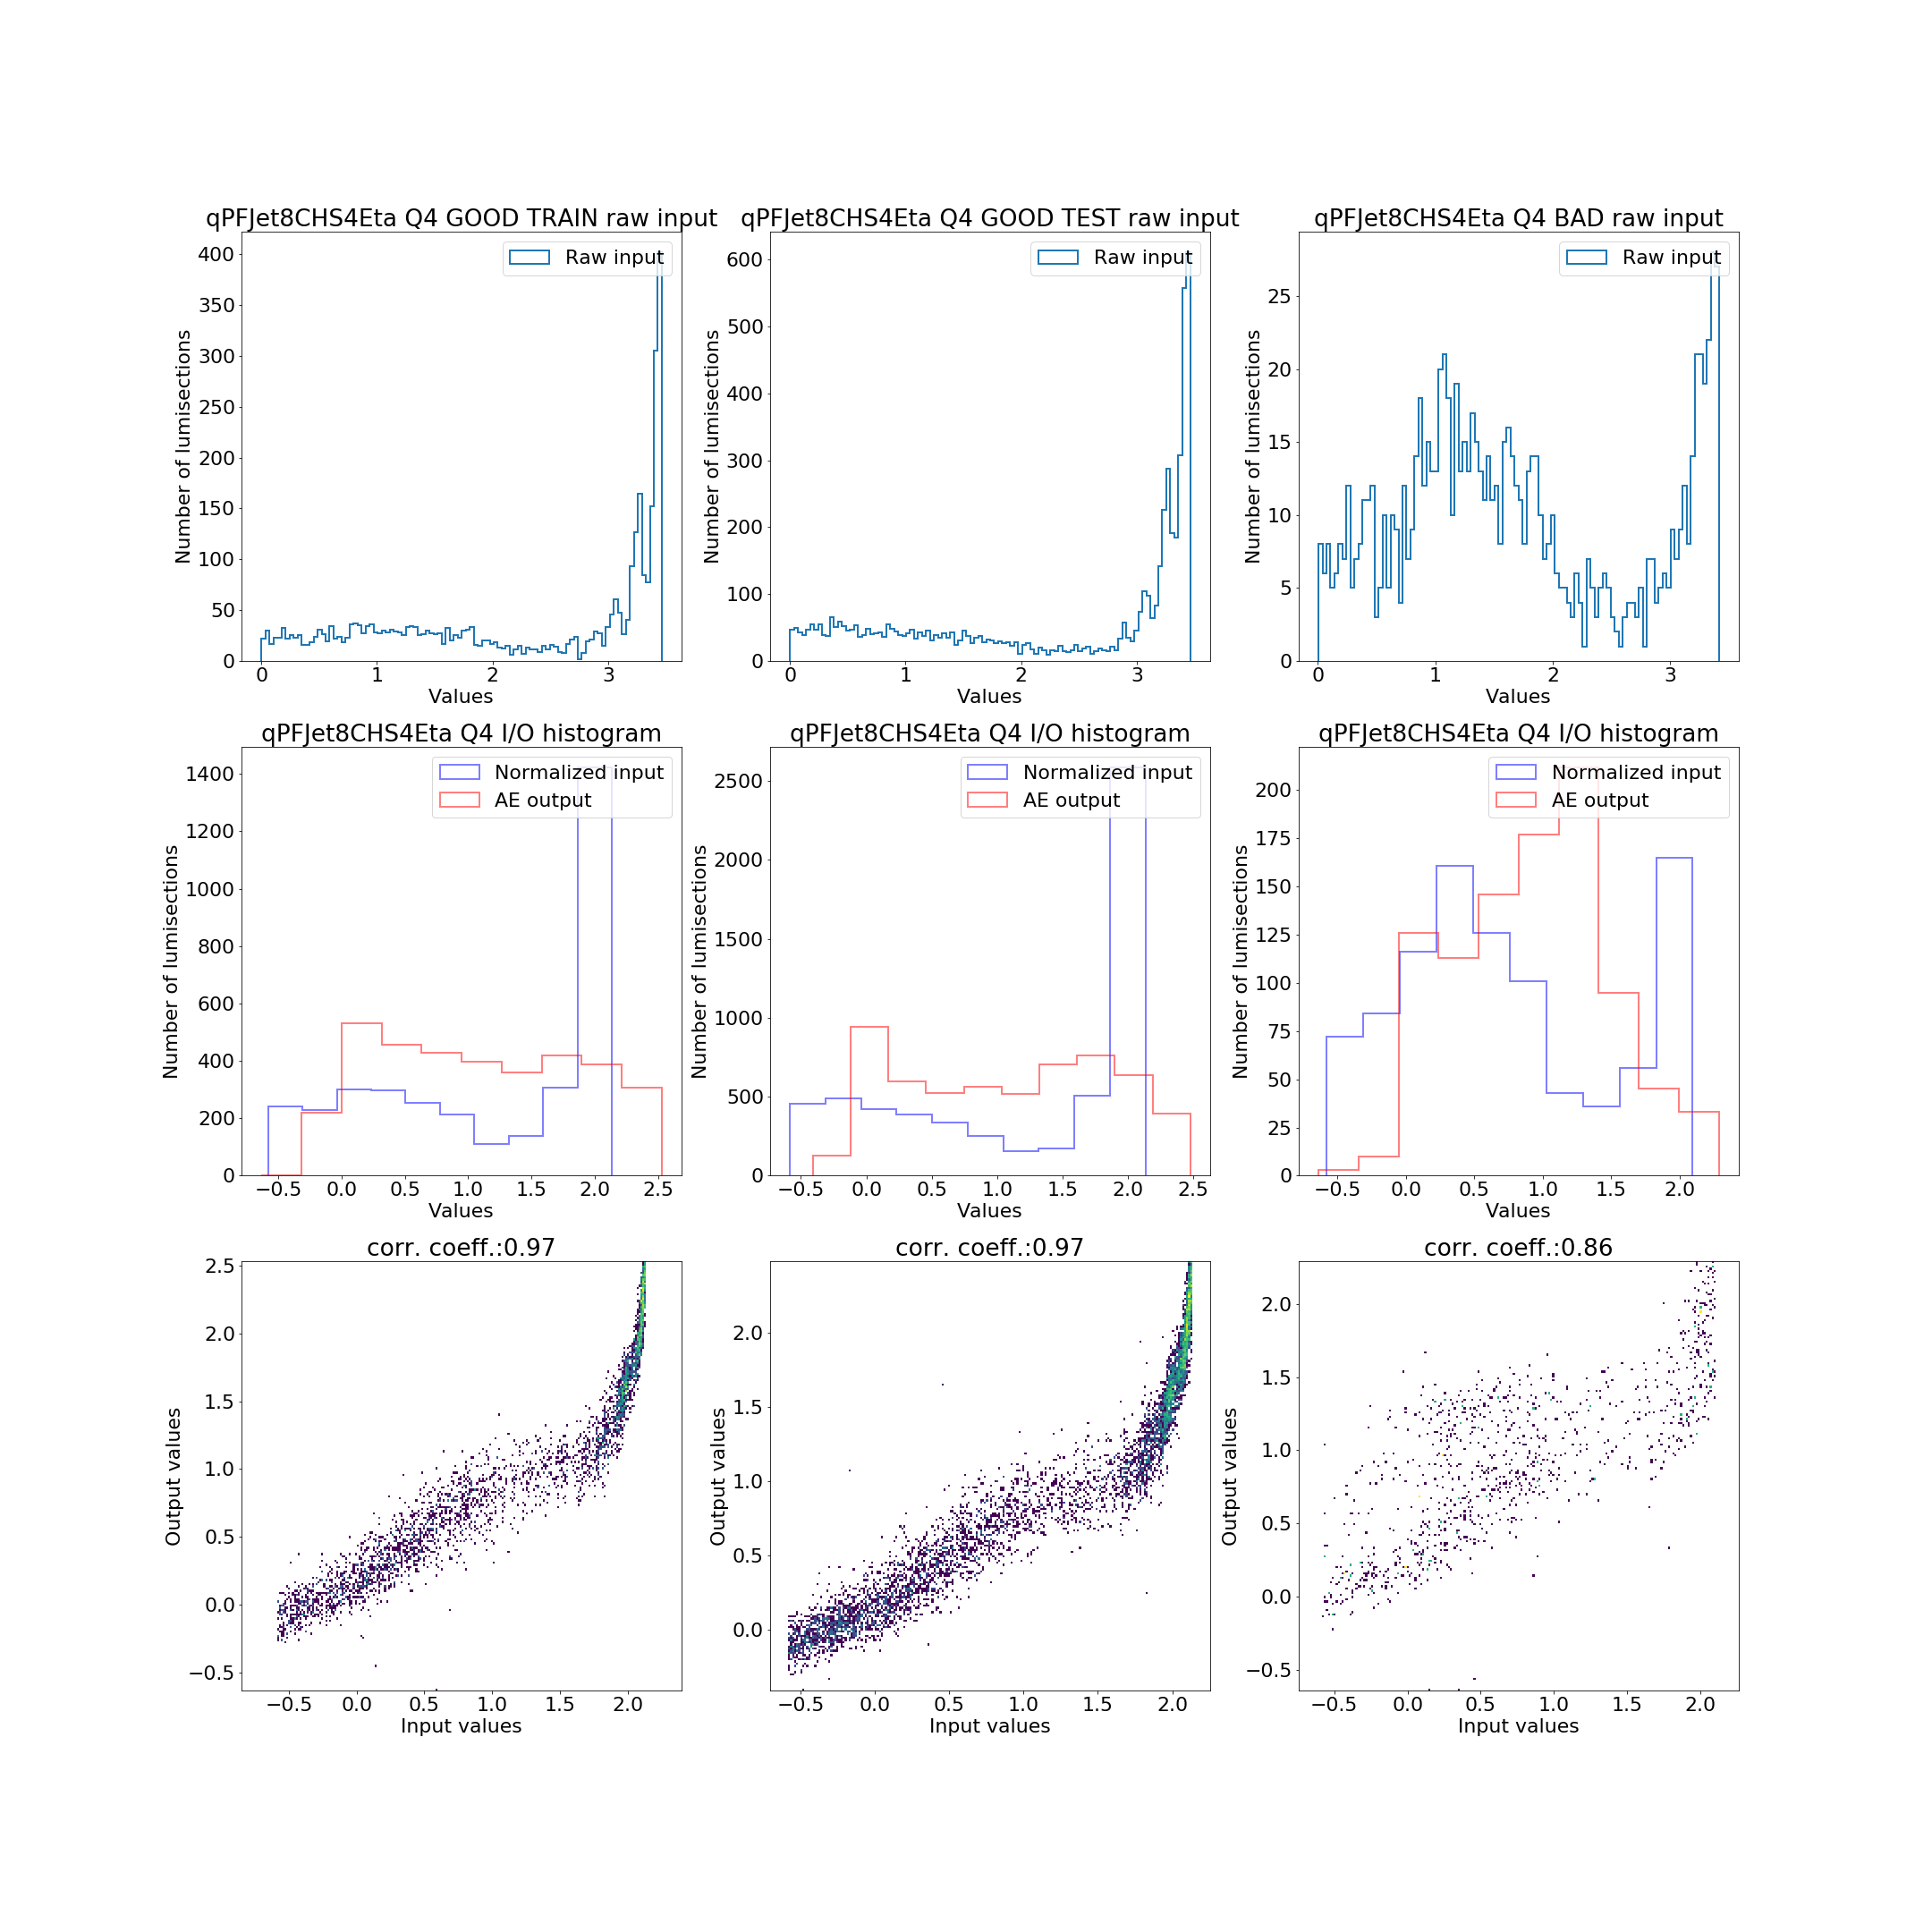 qPFJet8CHS4Eta Q4 GOOD TRAIN raw input
Raw input
Number of lumisections
400
350
300
250
200
150
100
50
0
0 1 2 3
Values
qPFJet8CHS4Eta Q4 GOOD TEST raw input
Raw input
Number of lumisections
600
500
400
300
200
100
0
0 1 2 3
Values
qPFJet8CHS4Eta Q4 BAD raw input
Raw input
Number of lumisections
25
20
15
10
5
0
0 1 2 3
Values
qPFJet8CHS4Eta Q4 I/O histogram
Normalized input
AE output
Number of lumisections
1400
1200
1000
800
600
400
200
0
−0.5 0.0 0.5 1.0 1.5 2.0 2.5
Values
qPFJet8CHS4Eta Q4 I/O histogram
Normalized input
AE output
Number of lumisections
2500
2000
1500
1000
500
0
−0.5 0.0 0.5 1.0 1.5 2.0 2.5
Values
qPFJet8CHS4Eta Q4 I/O histogram
Normalized input
AE output
Number of lumisections
200
175
150
125
100
75
50
25
0
−0.5 0.0 0.5 1.0 1.5 2.0
Values
corr. coeff.:0.97
Output values
2.5
2.0
1.5
1.0
0.5
0.0
−0.5
−0.5 0.0 0.5 1.0 1.5 2.0
Input values
corr. coeff.:0.97
Output values
2.0
1.5
1.0
0.5
0.0
−0.5 0.0 0.5 1.0 1.5 2.0
Input values
corr. coeff.:0.86
Output values
2.0
1.5
1.0
0.5
0.0
−0.5
−0.5 0.0 0.5 1.0 1.5 2.0
Input values